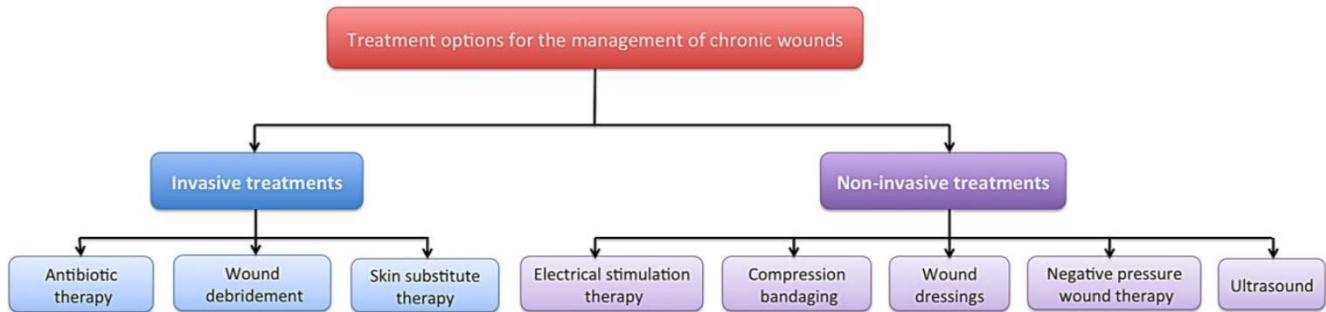 Treatment options for the management of chronic wounds
Invasive treatments
Non-invasive treatments
Antibiotic
therapy
Wound
debridement
Skin substitute
therapy
Electrical stimulation
therapy
Compression
bandaging
Wound
dressings
Negative pressure
wound therapy
Ultrasound